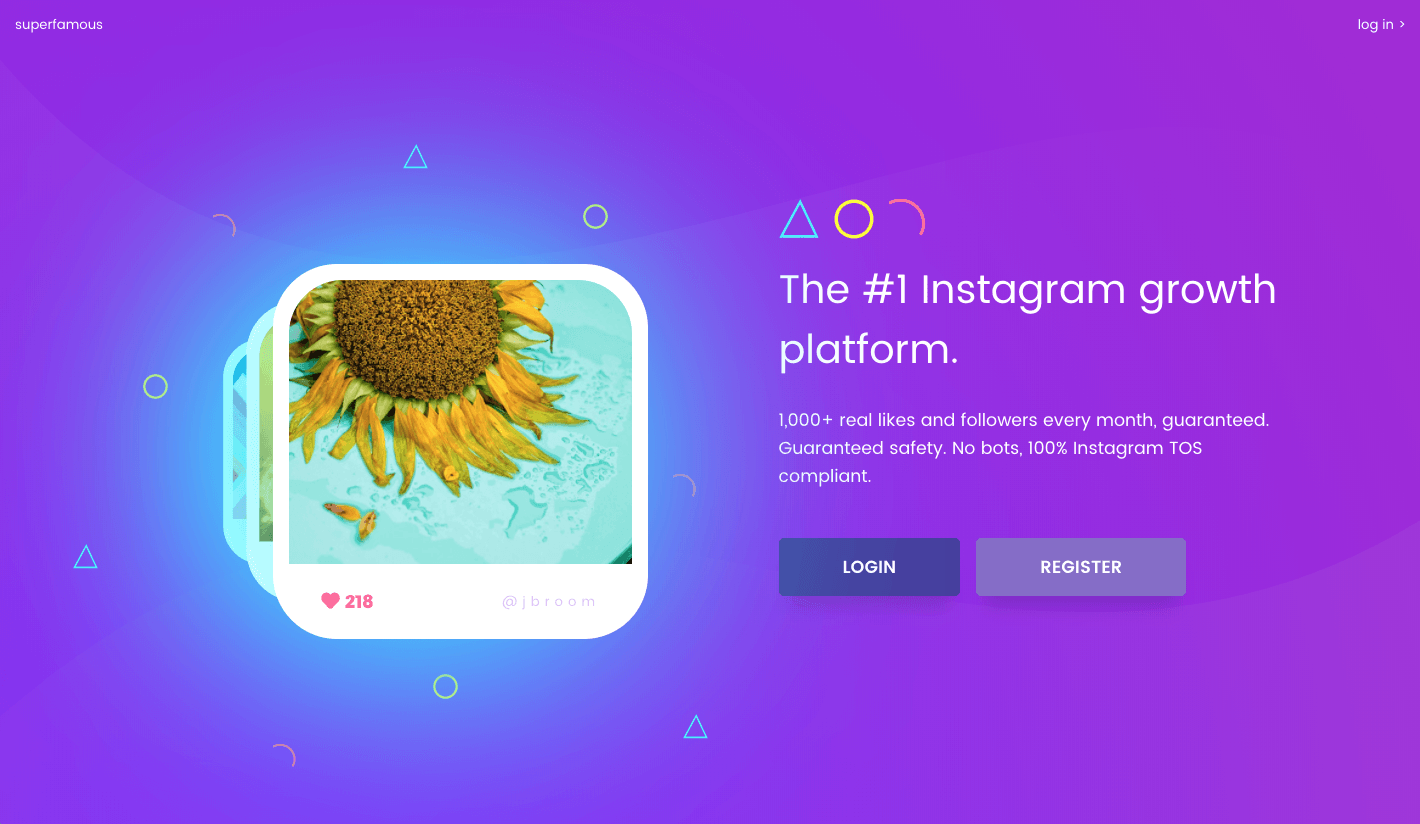 superfamous
log in >
The #1 Instagram growth
platform.
1,000+ real likes and followers every month, guaranteed.
Guaranteed safety. No bots, 100% Instagram TOS
compliant.
LOGIN
REGISTER
218
@jbroom